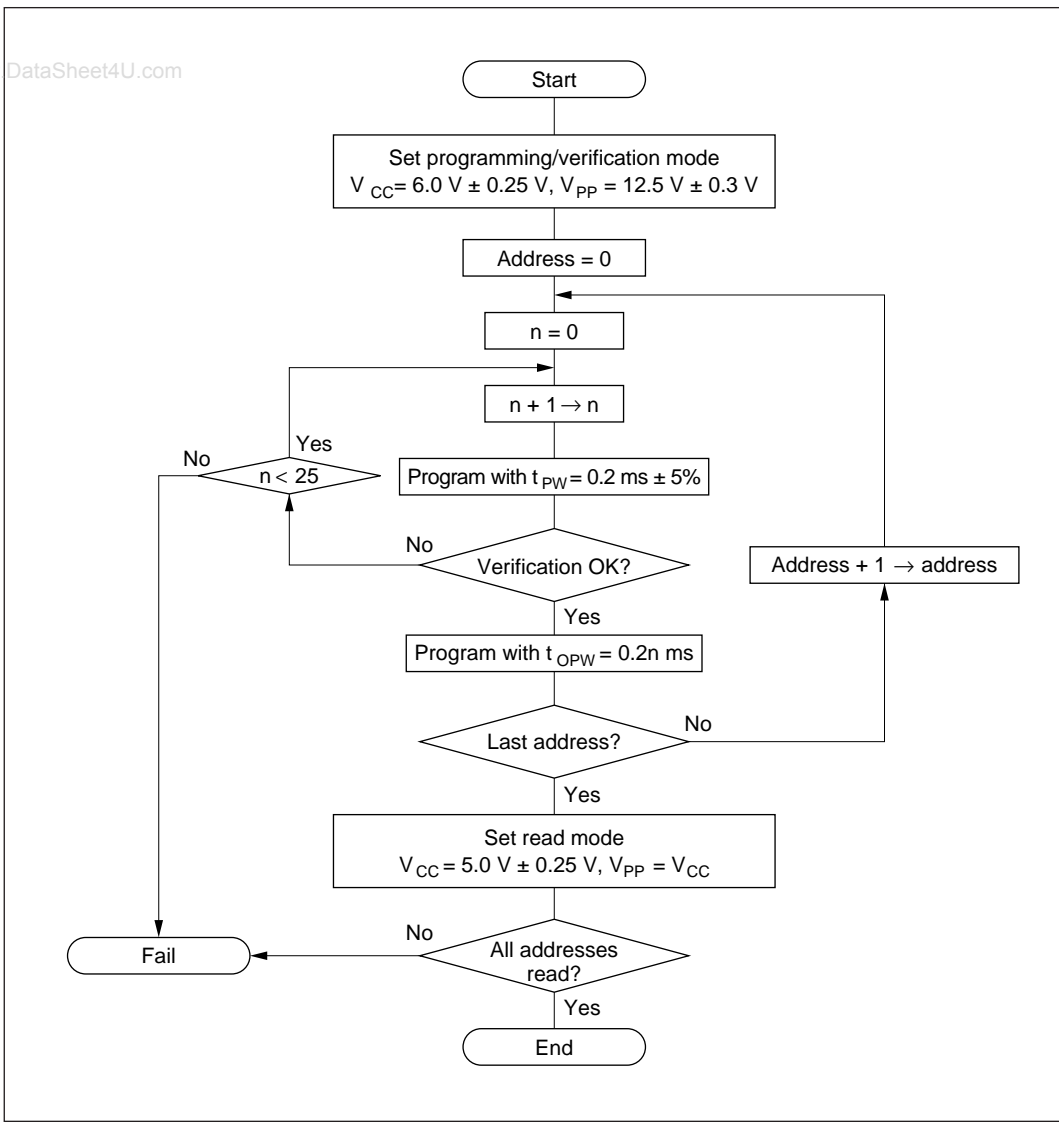 DataSheet4U.com
Start
Set programming/verification mode
V CC = 6.0 V ± 0.25 V, V PP = 12.5 V ± 0.3 V
Address = 0
n = 0
n + 1 → n
Yes
No
n < 25
Program with t PW = 0.2 ms ± 5%
No
Verification OK?
Address + 1 → address
Yes
Program with t OPW = 0.2n ms
No
Last address?
Yes
Set read mode
V CC = 5.0 V ± 0.25 V, V PP = V CC
No
Fail
All addresses
read?
Yes
End